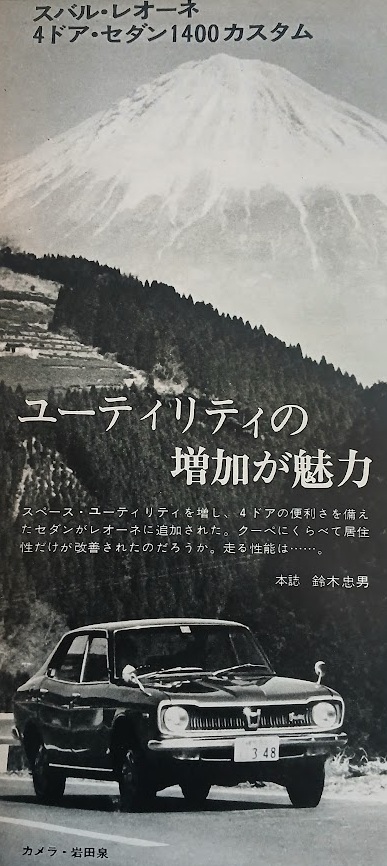 スバル・レオーネ
4ドア・セダン1400カスタム
ユーティリティの
増加が魅力
スペース・ユーティリティを増し、4ドアの便利さを備え
たセダンがレオーネに追加された。クーペにくらべて居住
性だけが改善されたのだろうか。走る性能は……。
本誌 鈴木忠男
3 48
カメラ・岩田泉